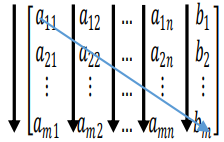 a₁₁ a₁₂ ... a₁ₙ b₁
a₂₁ a₂₂ ... a₂ₙ b₂
⋮ ⋮ ⋮ ⋮
aₘ₁ aₘ₂ ... aₘₙ bₘ